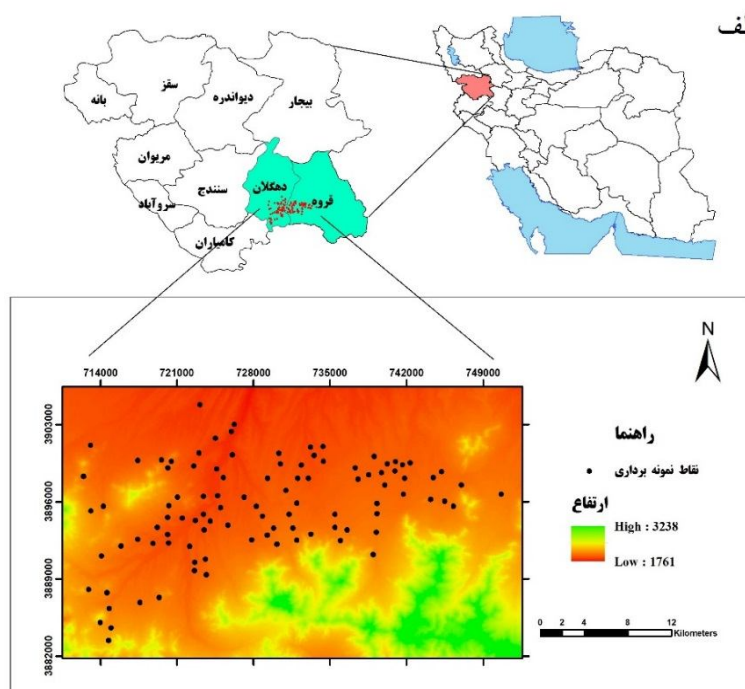 لف
سقز
بانه
دیواندره
بیجار
مریوان
سنندج
دهگلان
قروه
سروآباد
کامیاران
N
714000 721000 728000 735000 742000 749000
3903000
3896000
3889000
3882000
راهنما
نقاط نمونه برداری
ارتفاع
High : 3238
Low : 1761
0 2 4 8 12
Kilometers